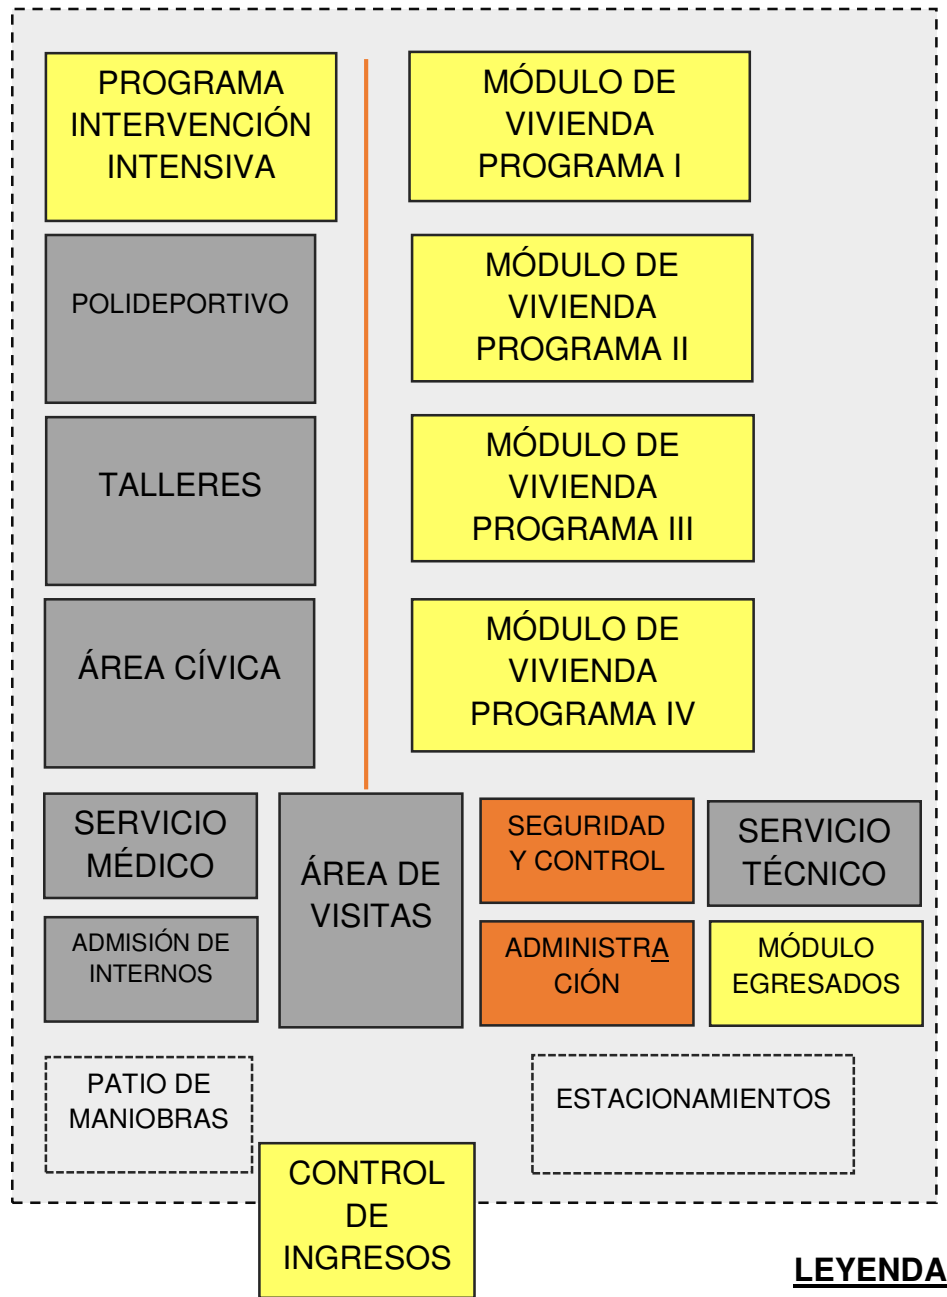 PROGRAMA
INTERVENCIÓN
INTENSIVA
MÓDULO DE
VIVIENDA
PROGRAMA I
POLIDEPORTIVO
MÓDULO DE
VIVIENDA
PROGRAMA II
TALLERES
MÓDULO DE
VIVIENDA
PROGRAMA III
ÁREA CÍVICA
MÓDULO DE
VIVIENDA
PROGRAMA IV
SERVICIO
MÉDICO
ÁREA DE
VISITAS
SEGURIDAD
Y CONTROL
SERVICIO
TÉCNICO
ADMISIÓN DE
INTERNOS
ADMINISTRA
CIÓN
MÓDULO
EGRESADOS
PATIO DE
MANIOBRAS
ESTACIONAMIENTOS
CONTROL
DE
INGRESOS
LEYENDA